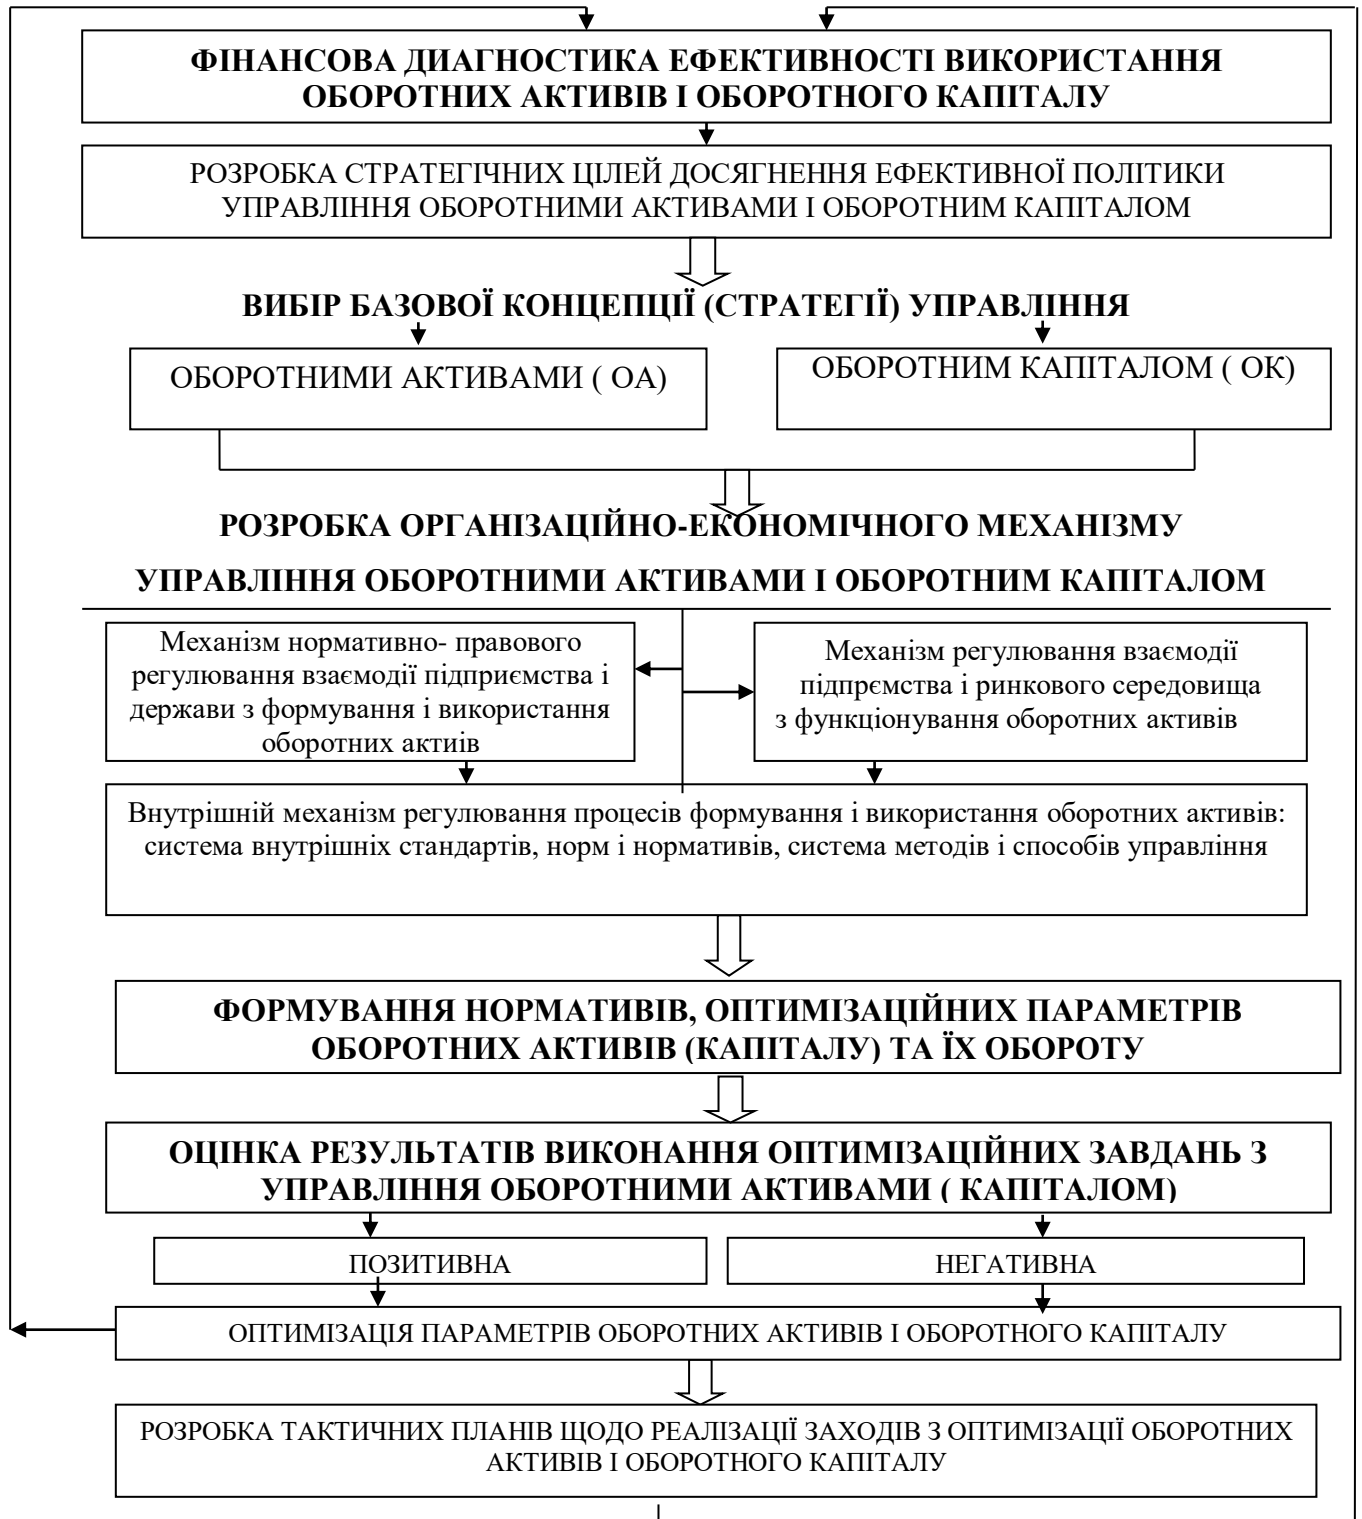 ФІНАНСОВА ДИАГНОСТИКА ЕФЕКТИВНОСТІ ВИКОРИСТАННЯ
ОБОРОТНИХ АКТИВІВ І ОБОРОТНОГО КАПІТАЛУ
РОЗРОБКА СТРАТЕГІЧНИХ ЦІЛЕЙ ДОСЯГНЕННЯ ЕФЕКТИВНОЇ ПОЛІТИКИ
УПРАВЛІННЯ ОБОРОТНИМИ АКТИВАМИ І ОБОРОТНИМ КАПІТАЛОМ
ВИБІР БАЗОВОЇ КОНЦЕПЦІЇ (СТРАТЕГІЇ) УПРАВЛІННЯ
ОБОРОТНИМИ АКТИВАМИ ( ОА)
ОБОРОТНИМ КАПІТАЛОМ ( ОК)
РОЗРОБКА ОРГАНІЗАЦІЙНО-ЕКОНОМІЧНОГО МЕХАНІЗМУ
УПРАВЛІННЯ ОБОРОТНИМИ АКТИВАМИ І ОБОРОТНИМ КАПІТАЛОМ
Механізм нормативно- правового
регулювання взаємодії підприємства і
держави з формування і використання
оборотних актиів
Механізм регулювання взаємодії
підпрємства і ринкового середовища
з функціонування оборотних активів
Внутрішній механізм регулювання процесів формування і використання оборотних активів:
система внутрішніх стандартів, норм і нормативів, система методів і способів управління
ФОРМУВАННЯ НОРМАТИВІВ, ОПТИМІЗАЦІЙНИХ ПАРАМЕТРІВ
ОБОРОТНИХ АКТИВІВ (КАПІТАЛУ) ТА ЇХ ОБОРОТУ
ОЦІНКА РЕЗУЛЬТАТІВ ВИКОНАННЯ ОПТИМІЗАЦІЙНИХ ЗАВДАНЬ З
УПРАВЛІННЯ ОБОРОТНИМИ АКТИВАМИ ( КАПІТАЛОМ)
ПОЗИТИВНА
НЕГАТИВНА
ОПТИМІЗАЦІЯ ПАРАМЕТРІВ ОБОРОТНИХ АКТИВІВ І ОБОРОТНОГО КАПІТАЛУ
РОЗРОБКА ТАКТИЧНИХ ПЛАНІВ ЩОДО РЕАЛІЗАЦІЇ ЗАХОДІВ З ОПТИМІЗАЦІЇ ОБОРОТНИХ
АКТИВІВ І ОБОРОТНОГО КАПІТАЛУ